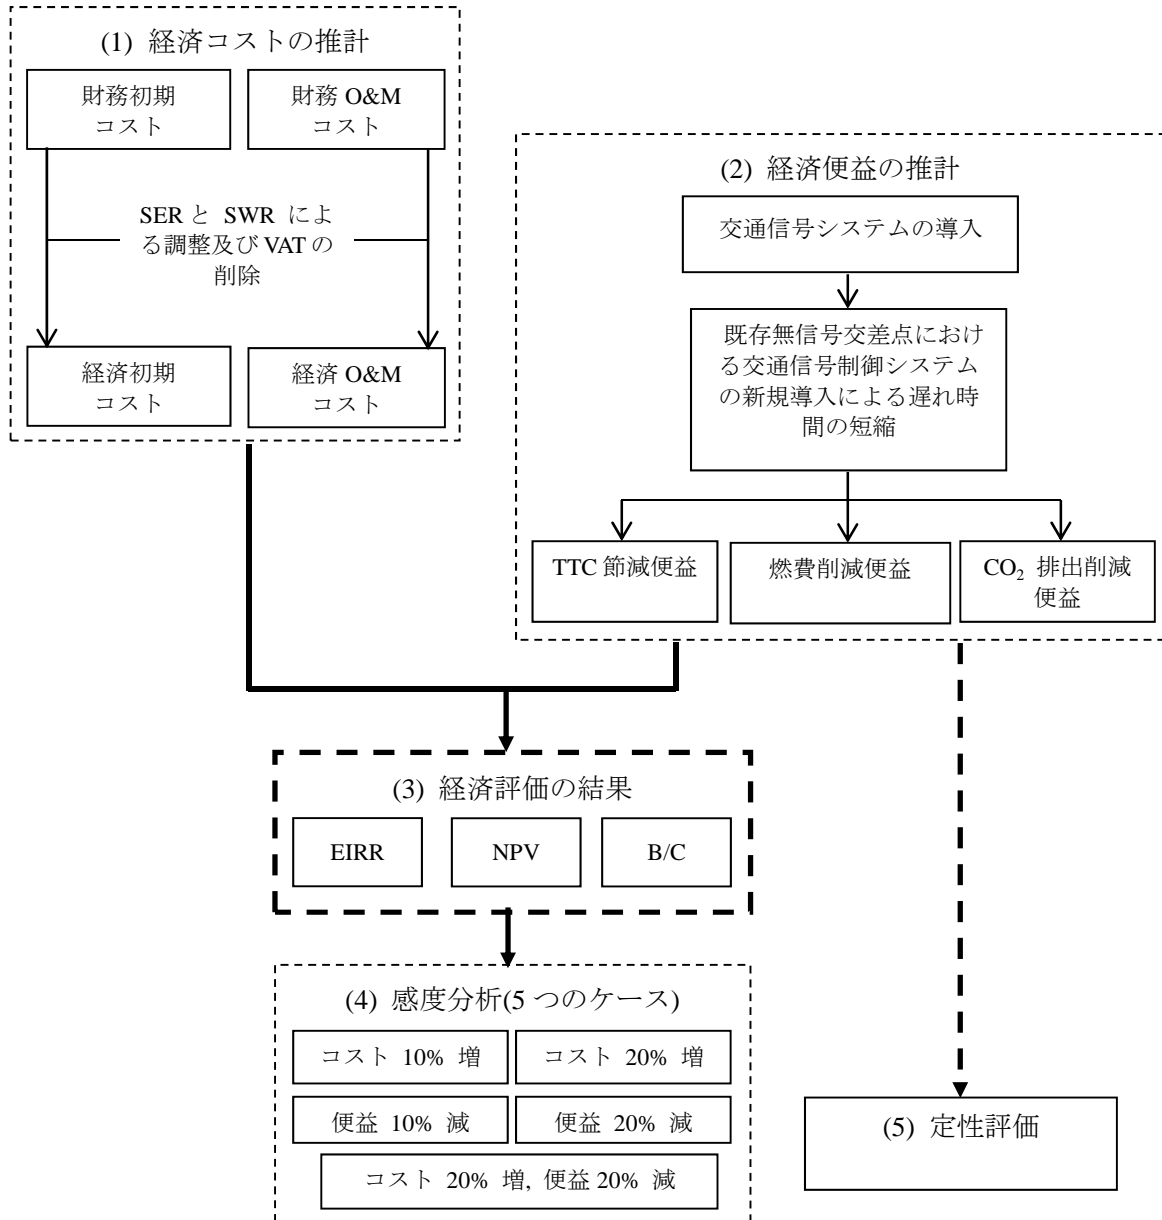 (1) 経済コストの推計
財務初期
コスト
財務 O&M
コスト
SER と SWR によ
る調整及び VAT の
削除
経済初期
コスト
経済 O&M
コスト
(2) 経済便益の推計
交通信号システムの導入
既存無信号交差点におけ
る交通信号制御システム
の新規導入による遅れ時
間の短縮
TTC 節減便益
燃費削減便益
CO₂ 排出削減
便益
(3) 経済評価の結果
EIRR
NPV
B/C
(4) 感度分析(5 つのケース)
コスト 10% 増
コスト 20% 増
便益 10% 減
便益 20% 減
コスト 20% 増, 便益 20% 減
(5) 定性評価